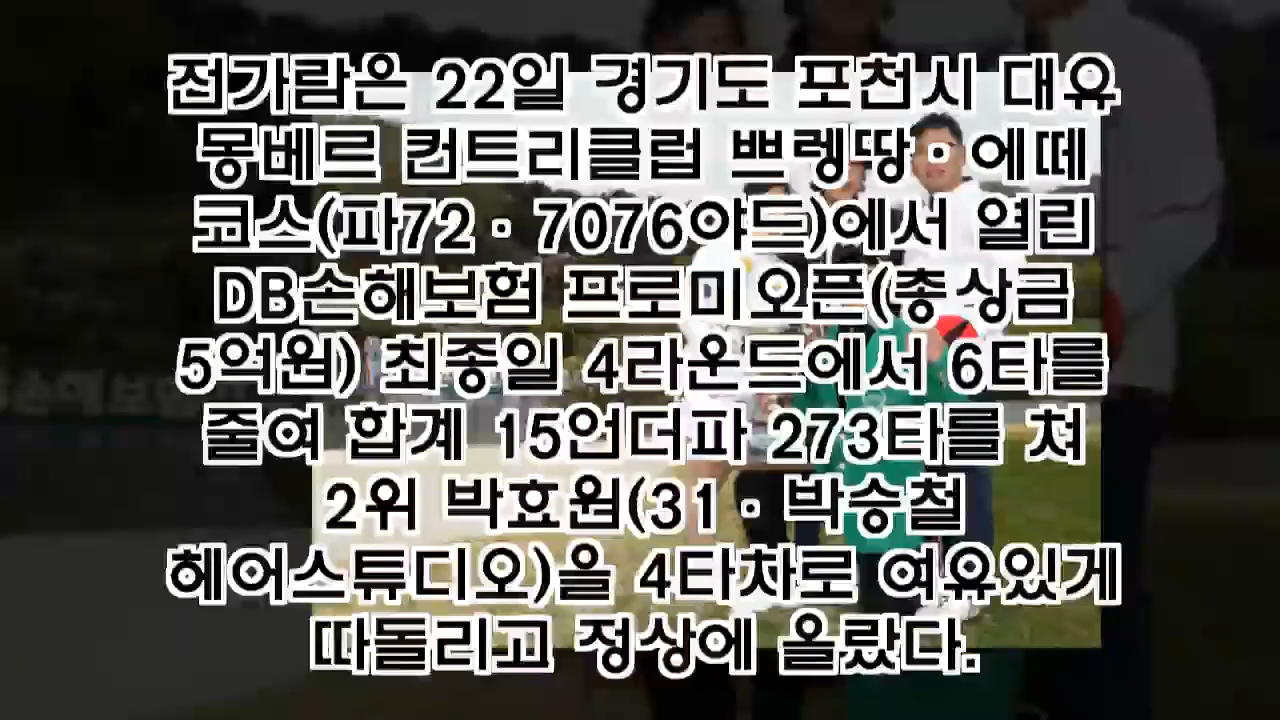 전가람은 22일 경기도 포천시 대유
몽베르 컨트리클럽 쁘렝땅·에떼
코스(파72·7076야드)에서 열린
DB손해보험 프로미오픈(총상금
5억원) 최종일 4라운드에서 6타를
줄여 합계 15언더파 273타를 쳐
2위 박효원(31·박승철
헤어스튜디오)을 4타차로 여유있게
따돌리고 정상에 올랐다.